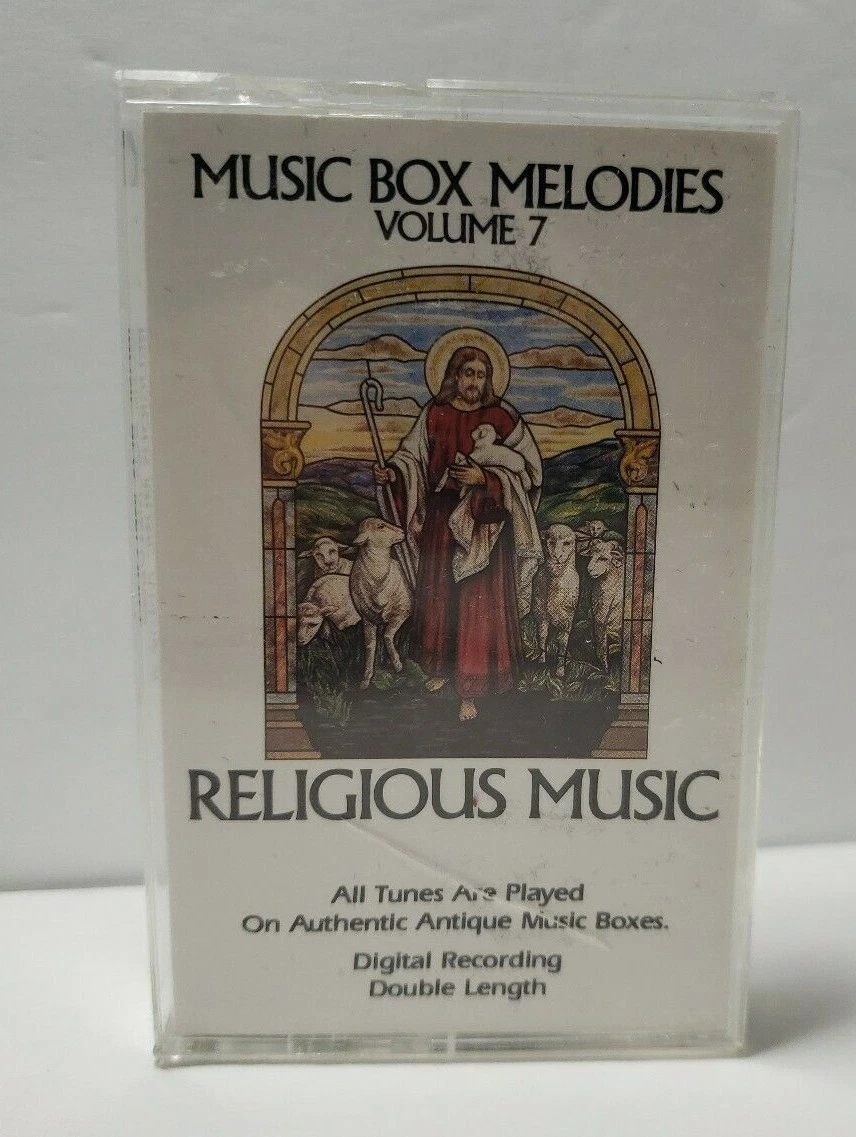 MUSIC BOX MELODIES
VOLUME 7
RELIGIOUS MUSIC
All Tunes Are Played
On Authentic Antique Music Boxes.
Digital Recording
Double Length